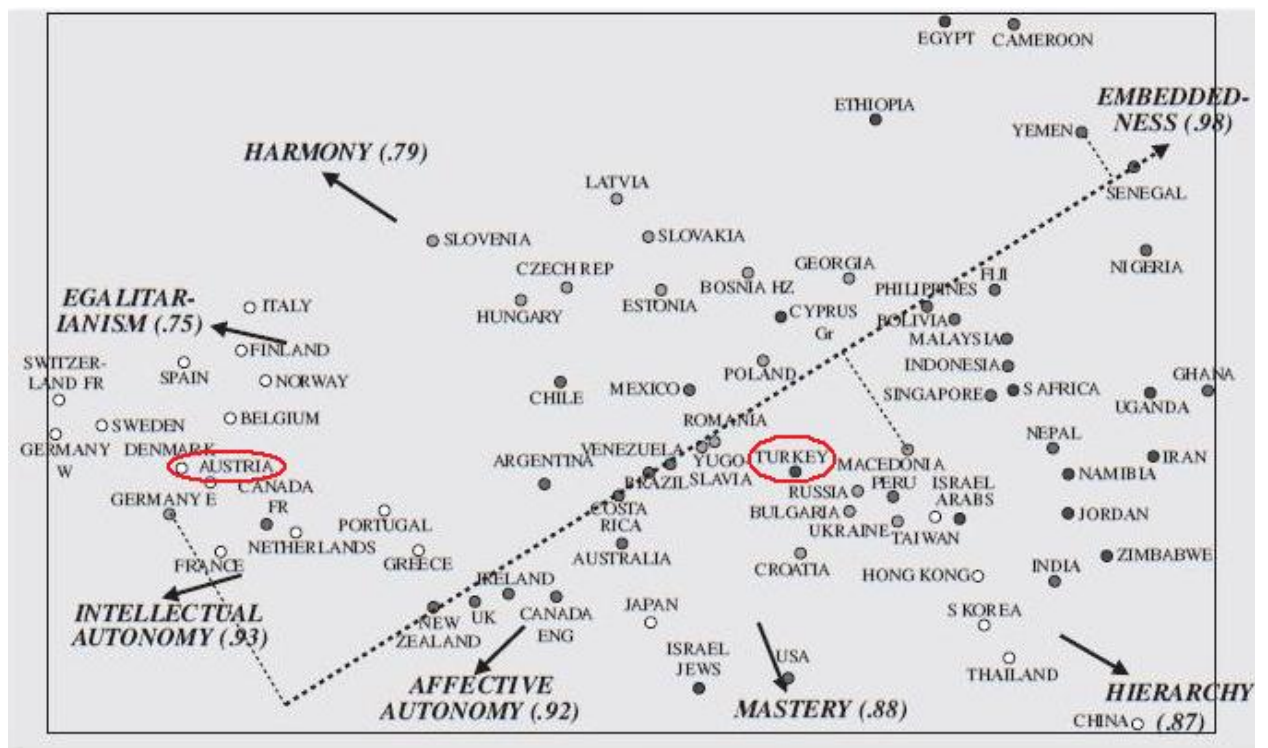 EGYPT CAMEROON
ETHIOPIA
EMBEDDED-
NESS (.98)
YEMEN
HARMONY (.79)
LATVIA
SENEGAL
SLOVENIA
SLOVAKIA
NIGERIA
CZECH REP
GEORGIA
FIJI
BOSNIA HZ
PHILIPPINES
EGALITAR-
IANISM (.75)
ITALY
HUNGARY
ESTONIA
CYPRUS
Gr
BOLIVIA
MALAYSIA
FINLAND
SWITZER-
LAND FR
SPAIN
NORWAY
POLAND
INDONESIA
GHANA
CHILE
MEXICO
SINGAPORE
S AFRICA
UGANDA
BELGIUM
SWEDEN
ROMANIA
NEPAL
GERMANY
W
DENMARK
AUSTRIA
ARGENTINA
VENEZUELA
YUGO-
SLAVIA
TURKEY
MACEDONIA
IRAN
NAMIBIA
BRAZIL
GERMANY E
CANADA
FR
RUSSIA
PERU
ISRAEL
ARABS
COSTA
RICA
PORTUGAL
BULGARIA
UKRAINE
TAIWAN
JORDAN
NETHERLANDS
FRANCE
GREECE
AUSTRALIA
CROATIA
HONG KONG
INDIA
ZIMBABWE
IRELAND
INTELLECTUAL
AUTONOMY (.93)
NEW
ZEALAND
UK
CANADA
ENG
JAPAN
S KOREA
ISRAEL
JEWS
USA
THAILAND
AFFECTIVE
AUTONOMY (.92)
MASTERY (.88)
HIERARCHY
(.87)
CHINA